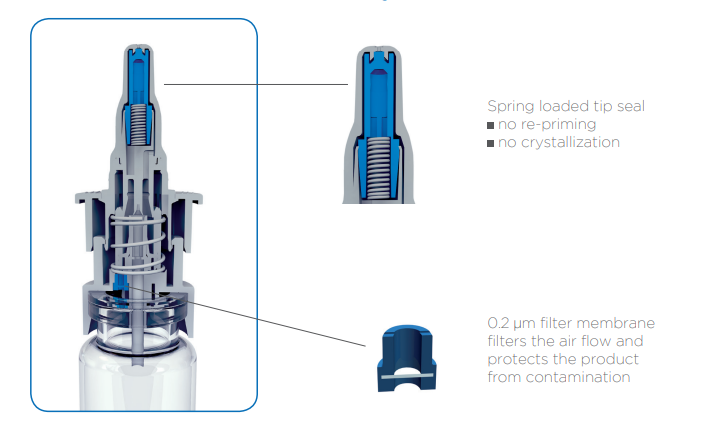 Spring loaded tip seal
■ no re-priming
■ no crystallization
0.2 µm filter membrane
filters the air flow and
protects the product
from contamination